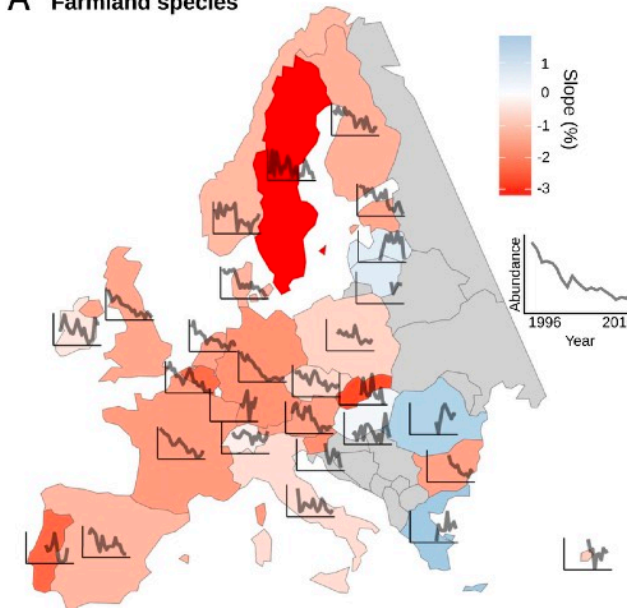 A Farmland species
1
0
-1
-2
-3
Slope (%)
Abundance
1996
201
Year